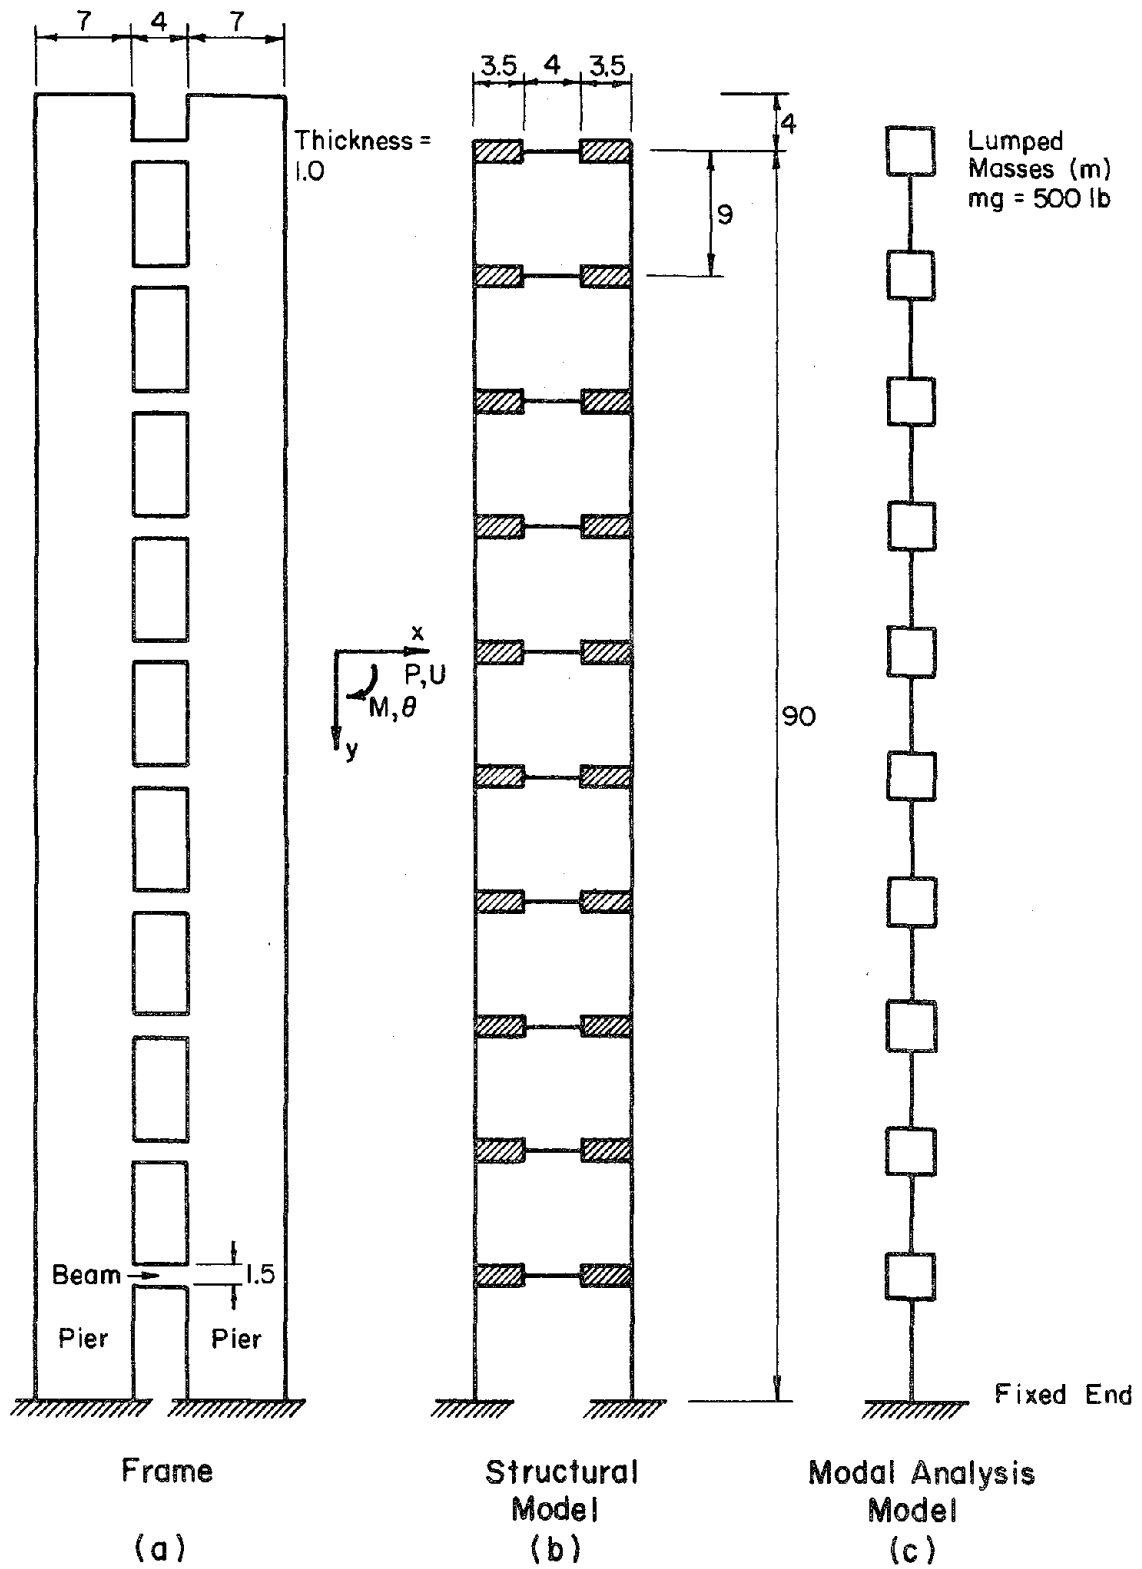 7 4 7
3.5 4 3.5
4
Thickness =
1.0
Lumped
Masses (m)
mg = 500 lb
9
x
P,U
M,θ
y
90
Beam
1.5
Pier
Pier
Fixed End
Frame
(a)
Structural
Model
(b)
Modal Analysis
Model
(c)